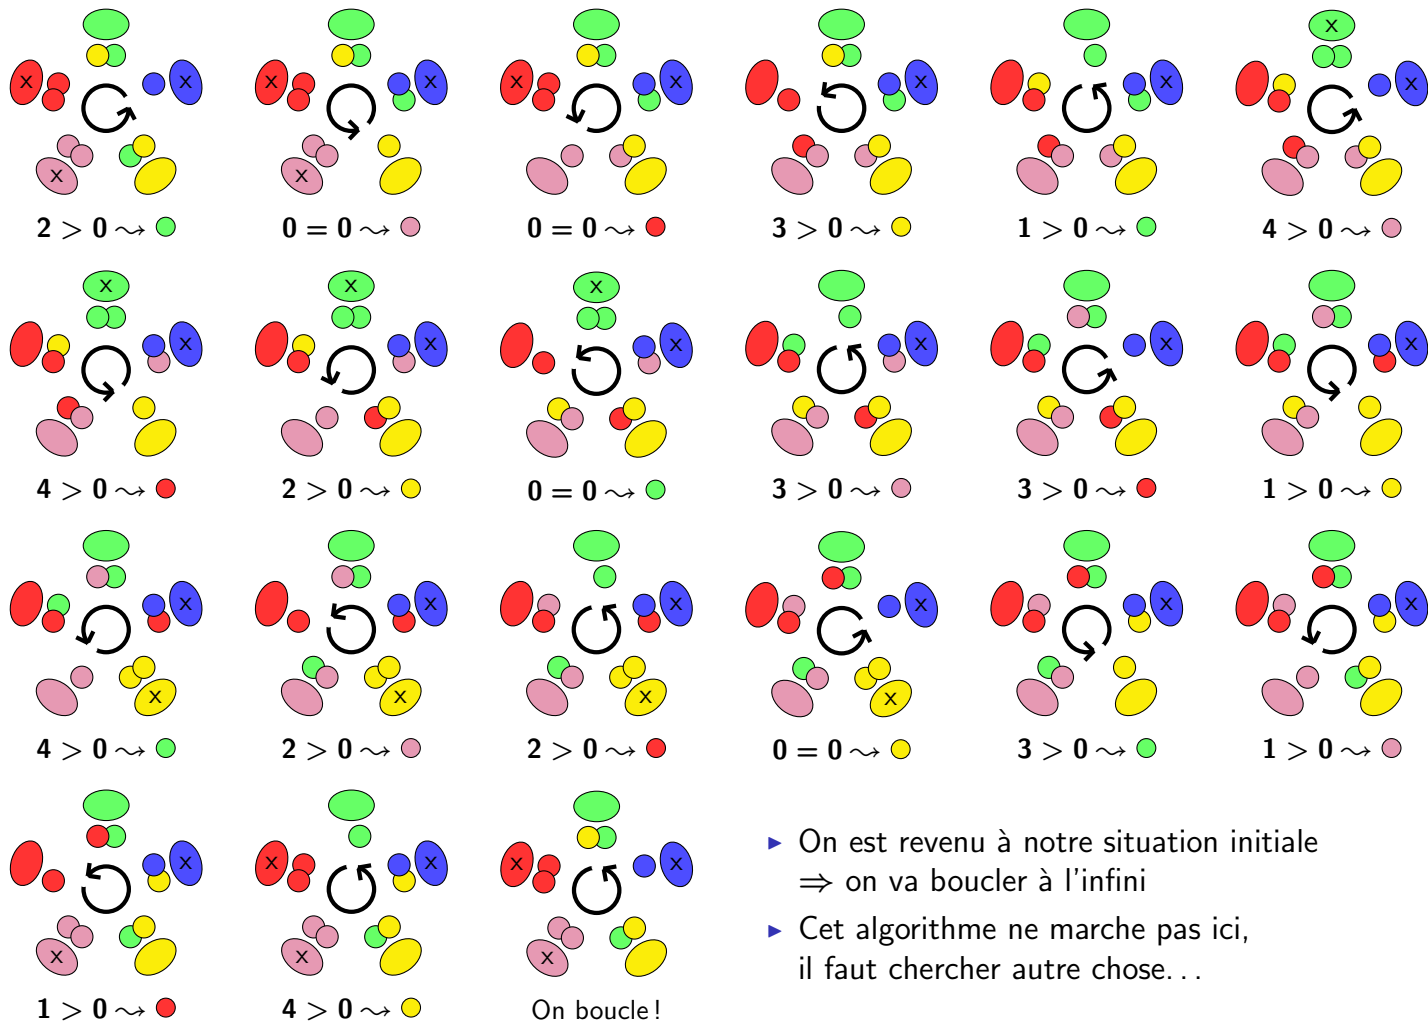 x
x x
x
2 > 0 ⤳
x x
x
0 = 0 ⤳
x x
0 = 0 ⤳
x
3 > 0 ⤳
x
1 > 0 ⤳
x
x
4 > 0 ⤳
x
x
4 > 0 ⤳
x
x
2 > 0 ⤳
x
x
0 = 0 ⤳
x
3 > 0 ⤳
x
3 > 0 ⤳
x
1 > 0 ⤳
x
x
4 > 0 ⤳
x
x
2 > 0 ⤳
x
x
2 > 0 ⤳
x
x
0 = 0 ⤳
x
3 > 0 ⤳
x
1 > 0 ⤳
x
x
1 > 0 ⤳
x x
x
4 > 0 ⤳
x x
x
On boucle !
▶ On est revenu à notre situation initiale
⇒ on va boucler à l'infini
▶ Cet algorithme ne marche pas ici,
il faut chercher autre chose...